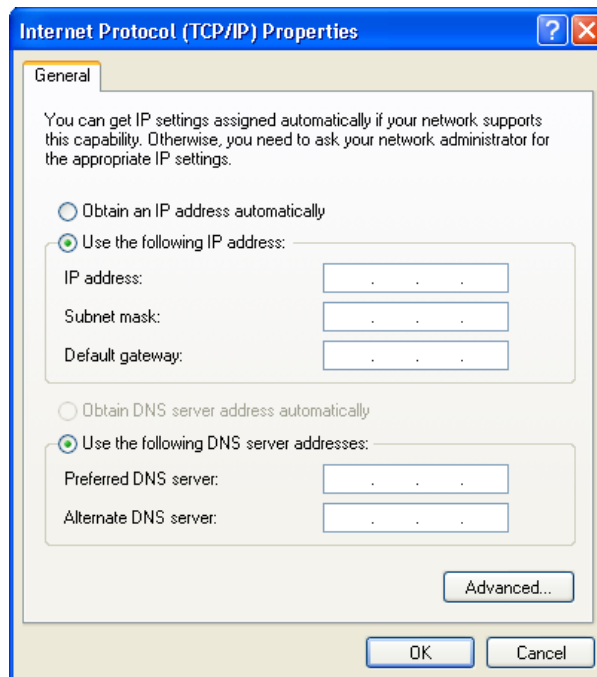 Internet Protocol (TCP/IP) Properties
General
You can get IP settings assigned automatically if your network supports
this capability. Otherwise, you need to ask your network administrator for
the appropriate IP settings.
Obtain an IP address automatically
Use the following IP address:
IP address:
Subnet mask:
Default gateway:
Obtain DNS server address automatically
Use the following DNS server addresses:
Preferred DNS server:
Alternate DNS server:
Advanced...
OK Cancel